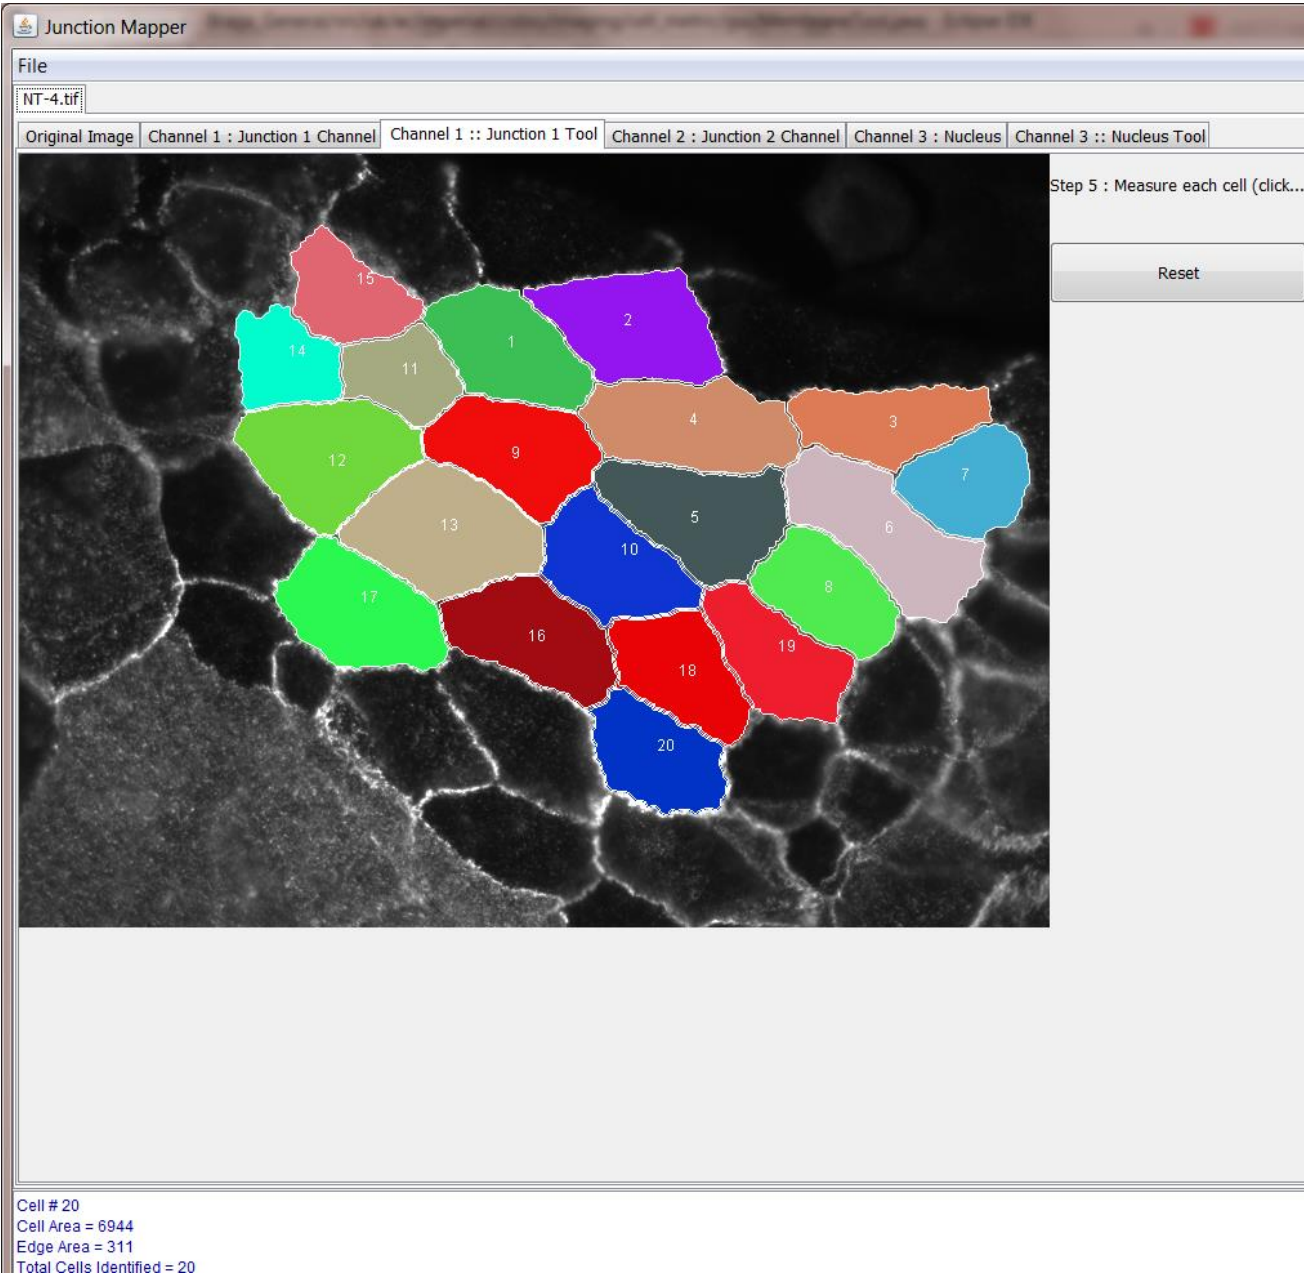 Junction Mapper
File
NT-4.tif
Original Image Channel 1 : Junction 1 Channel Channel 1 :: Junction 1 Tool Channel 2 : Junction 2 Channel Channel 3 : Nucleus Channel 3 :: Nucleus Tool
Step 5 : Measure each cell (click...
Reset
15
2
1
14
11
4
3
9
12
7
5
13
6
10
8
17
16
19
18
20
Cell # 20
Cell Area = 6944
Edge Area = 311
Total Cells Identified = 20